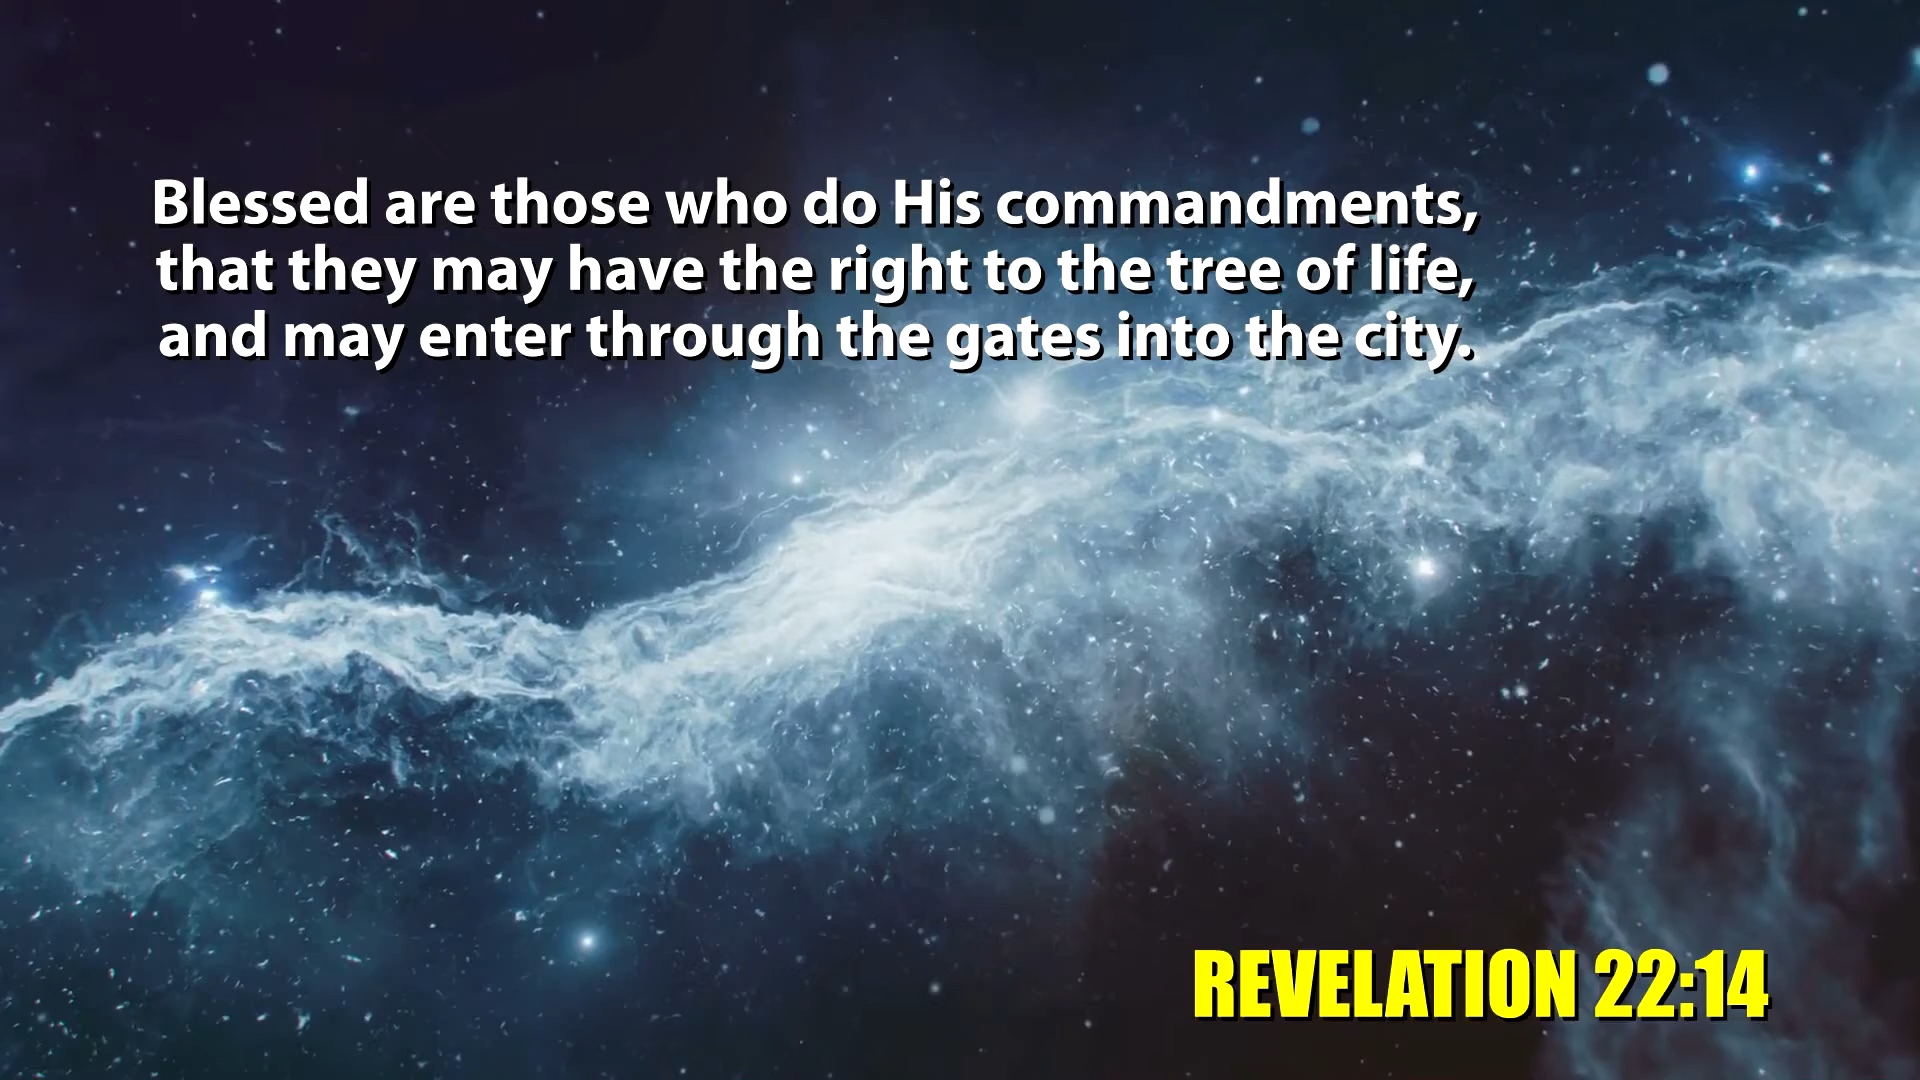 Blessed are those who do His commandments,
that they may have the right to the tree of life,
and may enter through the gates into the city.
REVELATION 22:14